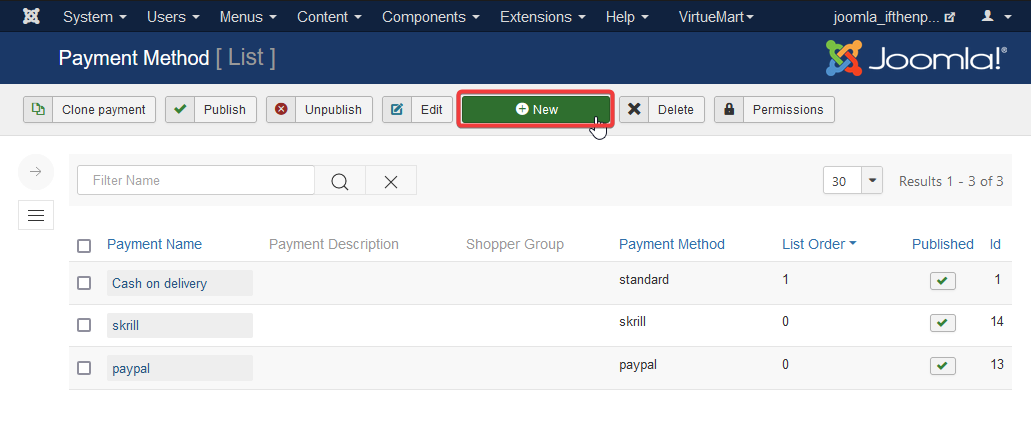 System Users Menus Content Components Extensions Help VirtueMart joomla_ifthenp...
Payment Method [ List ] Joomla!®
Clone payment Publish Unpublish Edit New Delete Permissions
Filter Name 30 Results 1 - 3 of 3
Payment Name Payment Description Shopper Group Payment Method List Order Published Id
Cash on delivery standard 1 1
skrill skrill 0 14
paypal paypal 0 13